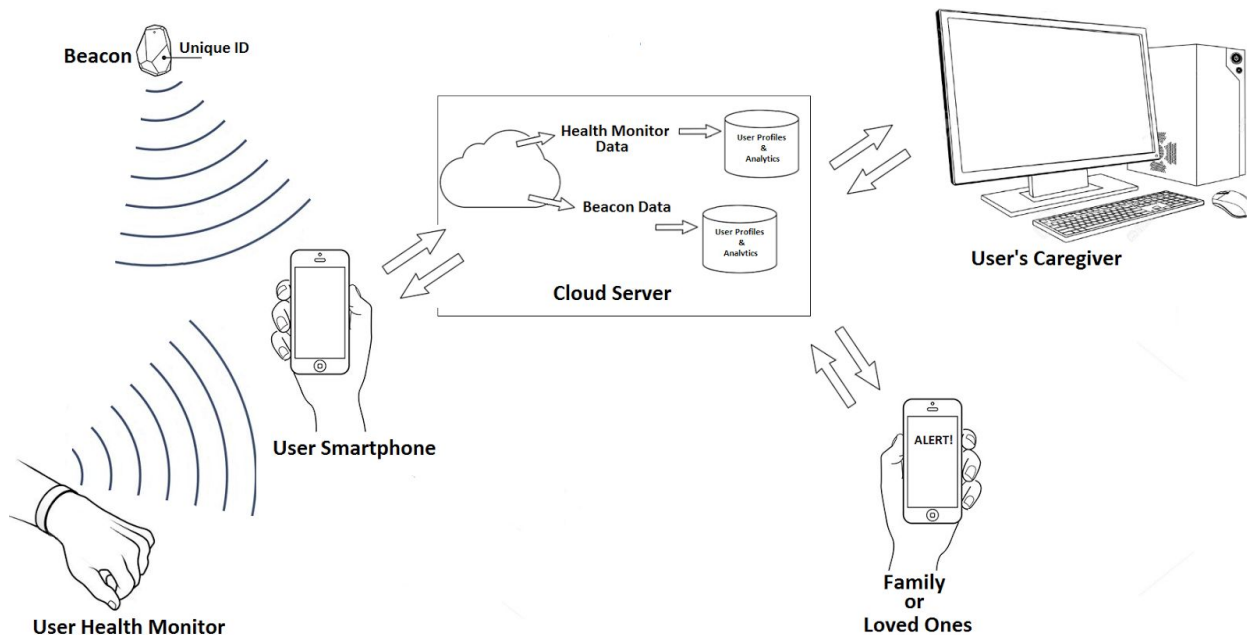 Beacon
Unique ID
Health Monitor
Data
User Profiles
&
Analytics
Beacon Data
User Profiles
&
Analytics
Cloud Server
User's Caregiver
User Smartphone
ALERT!
Family
or
Loved Ones
User Health Monitor